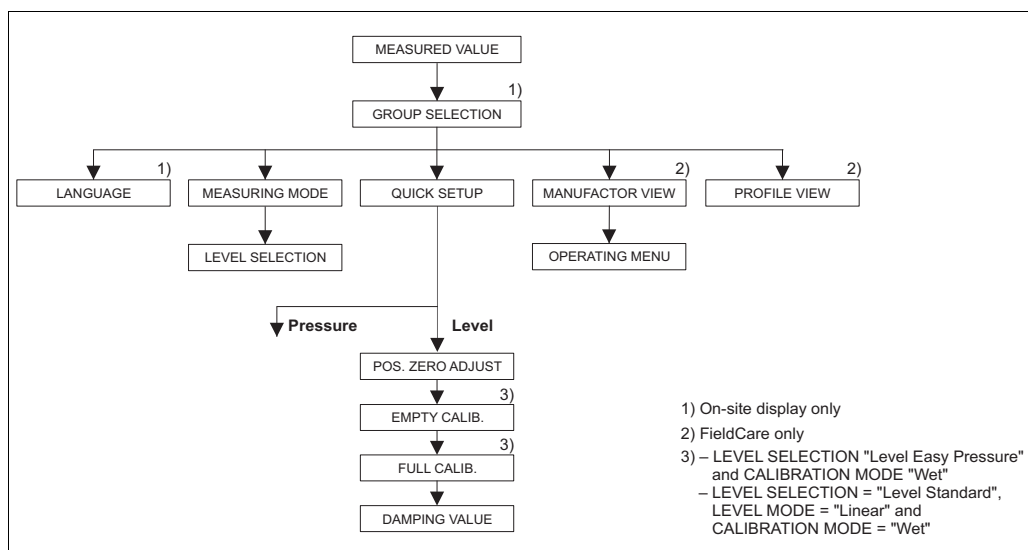 MEASURED VALUE
1)
GROUP SELECTION
1)
LANGUAGE
MEASURING MODE
QUICK SETUP
2)
MANUFACTOR VIEW
2)
PROFILE VIEW
LEVEL SELECTION
OPERATING MENU
Pressure
Level
POS. ZERO ADJUST
3)
EMPTY CALIB.
3)
FULL CALIB.
DAMPING VALUE
1) On-site display only
2) FieldCare only
3) – LEVEL SELECTION "Level Easy Pressure"
and CALIBRATION MODE "Wet"
– LEVEL SELECTION = "Level Standard",
LEVEL MODE = "Linear" and
CALIBRATION MODE = "Wet"